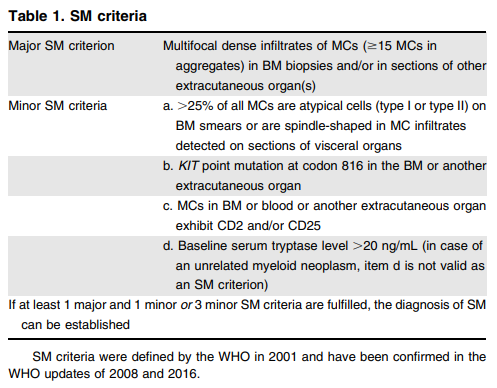 Table 1. SM criteria
Major SM criterion Multifocal dense infiltrates of MCs (≥15 MCs in
aggregates) in BM biopsies and/or in sections of other
extracutaneous organ(s)
Minor SM criteria a. >25% of all MCs are atypical cells (type I or type II) on
BM smears or are spindle-shaped in MC infiltrates
detected on sections of visceral organs
b. KIT point mutation at codon 816 in the BM or another
extracutaneous organ
c. MCs in BM or blood or another extracutaneous organ
exhibit CD2 and/or CD25
d. Baseline serum tryptase level >20 ng/mL (in case of
an unrelated myeloid neoplasm, item d is not valid as
an SM criterion)
If at least 1 major and 1 minor or 3 minor SM criteria are fulfilled, the diagnosis of SM
can be established
SM criteria were defined by the WHO in 2001 and have been confirmed in the
WHO updates of 2008 and 2016.